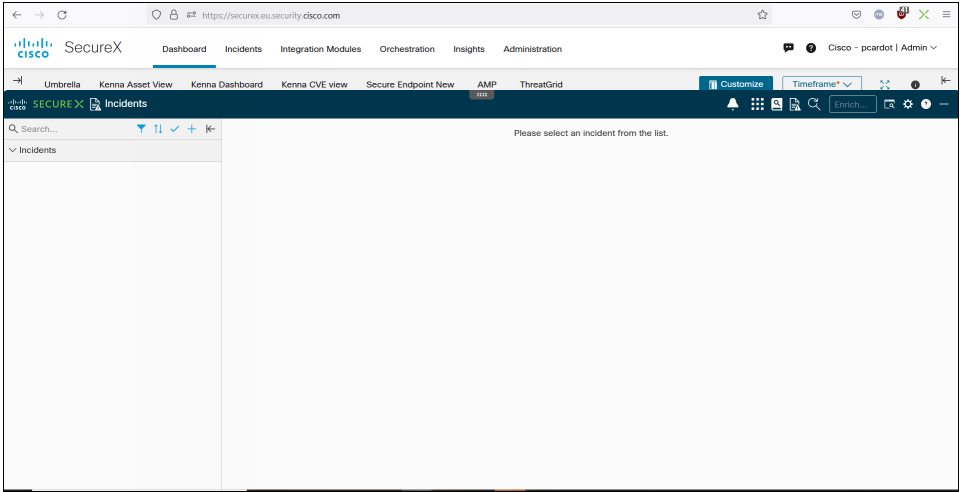 https://securex.eu.security.cisco.com
CISCO SecureX Dashboard Incidents Integration Modules Orchestration Insights Administration Cisco - pcardot | Admin
Umbrella Kenna Asset View Kenna Dashboard Kenna CVE view Secure Endpoint New AMP ThreatGrid Customize Timeframe*
CISCO SECURE X Incidents Enrich...
Search... Please select an incident from the list.
Incidents